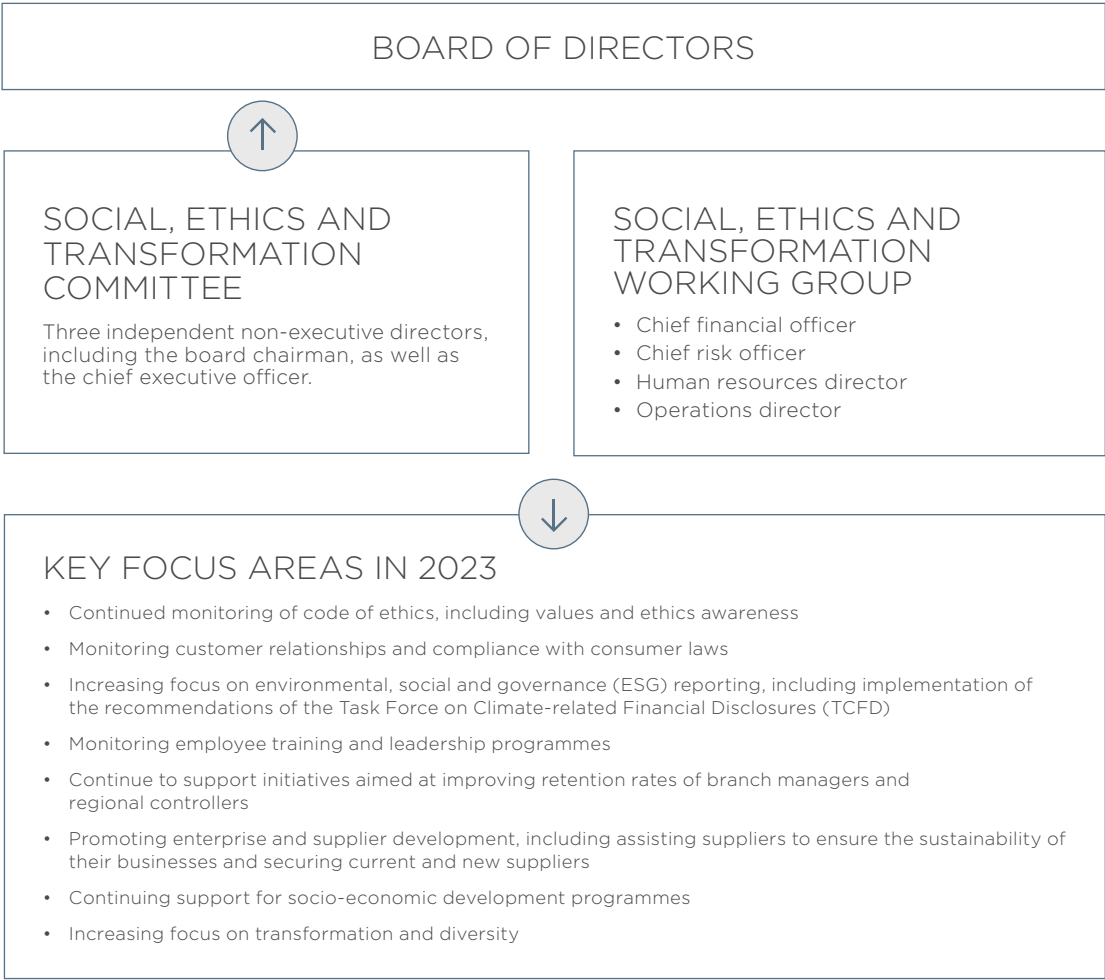 BOARD OF DIRECTORS
SOCIAL, ETHICS AND
TRANSFORMATION
COMMITTEE
Three independent non-executive directors,
including the board chairman, as well as
the chief executive officer.
SOCIAL, ETHICS AND
TRANSFORMATION
WORKING GROUP
• Chief financial officer
• Chief risk officer
• Human resources director
• Operations director
KEY FOCUS AREAS IN 2023
• Continued monitoring of code of ethics, including values and ethics awareness
• Monitoring customer relationships and compliance with consumer laws
• Increasing focus on environmental, social and governance (ESG) reporting, including implementation of
the recommendations of the Task Force on Climate-related Financial Disclosures (TCFD)
• Monitoring employee training and leadership programmes
• Continue to support initiatives aimed at improving retention rates of branch managers and
regional controllers
• Promoting enterprise and supplier development, including assisting suppliers to ensure the sustainability of
their businesses and securing current and new suppliers
• Continuing support for socio-economic development programmes
• Increasing focus on transformation and diversity